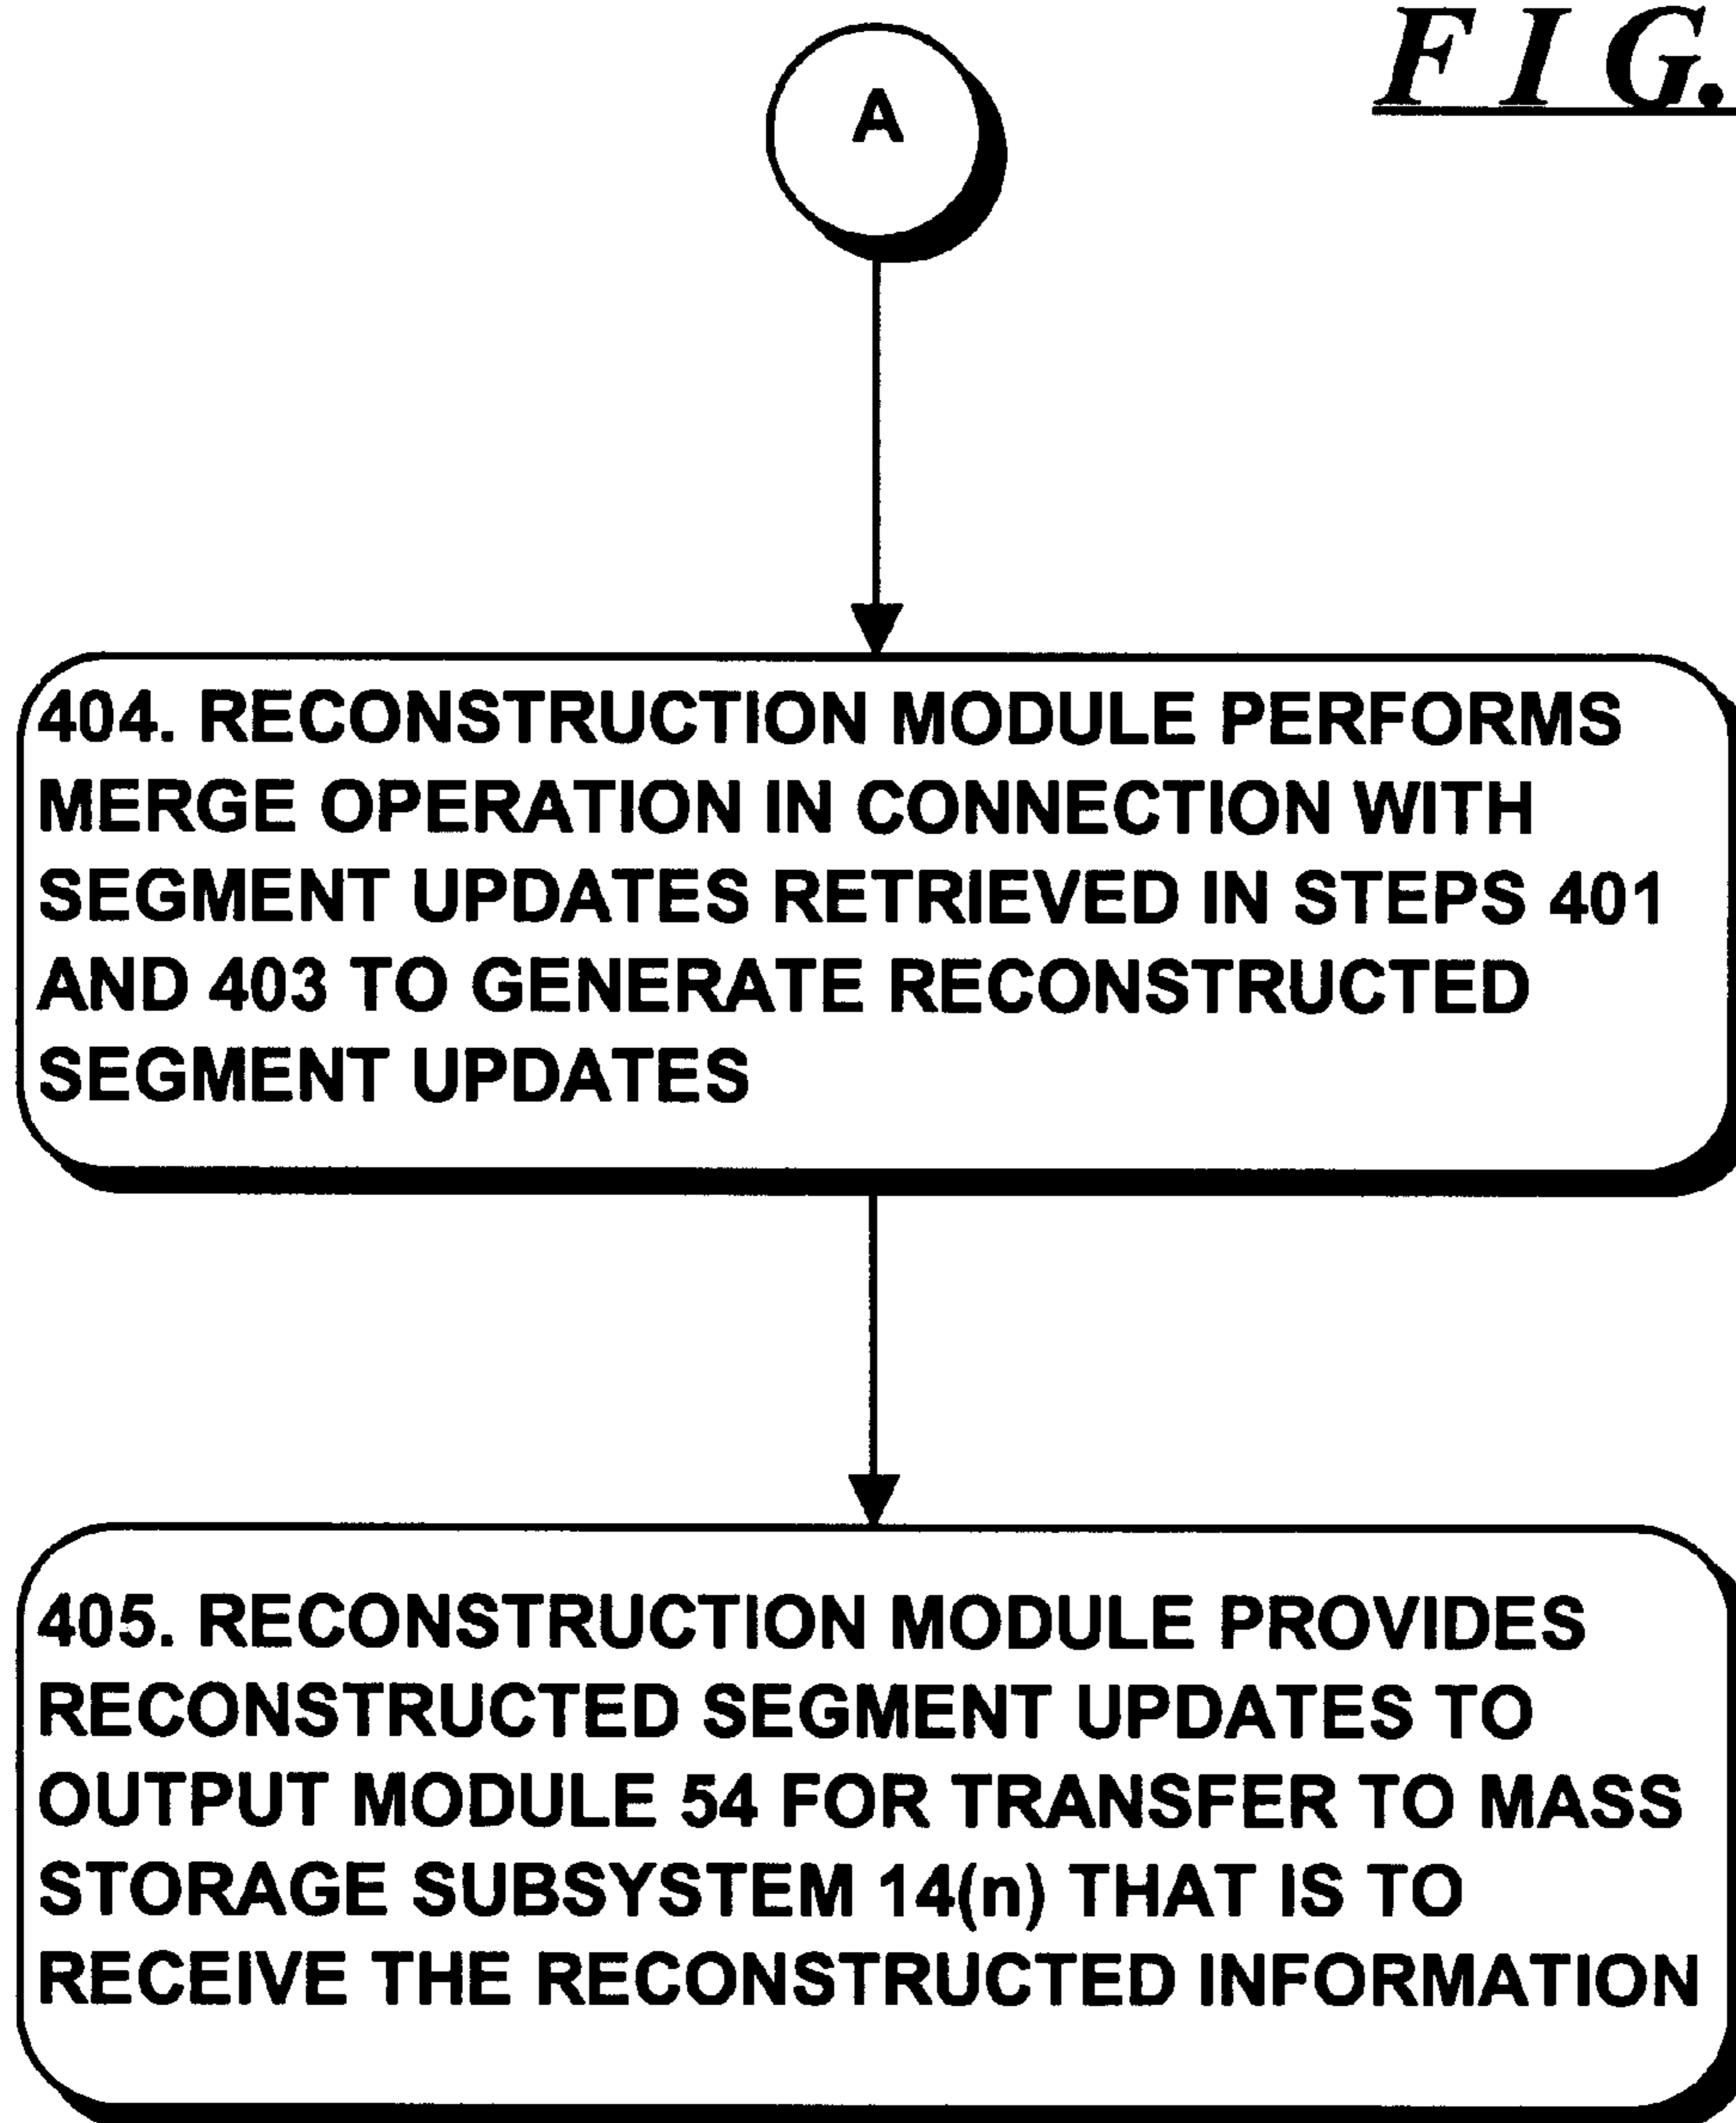 FIG.
A
404. RECONSTRUCTION MODULE PERFORMS
MERGE OPERATION IN CONNECTION WITH
SEGMENT UPDATES RETRIEVED IN STEPS 401
AND 403 TO GENERATE RECONSTRUCTED
SEGMENT UPDATES
405. RECONSTRUCTION MODULE PROVIDES
RECONSTRUCTED SEGMENT UPDATES TO
OUTPUT MODULE 54 FOR TRANSFER TO MASS
STORAGE SUBSYSTEM 14(n) THAT IS TO
RECEIVE THE RECONSTRUCTED INFORMATION